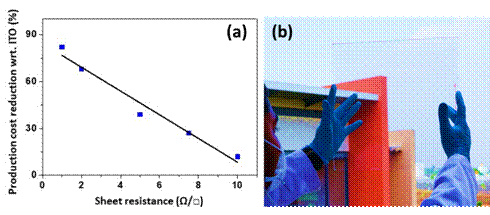 (a)
Production cost reduction wrt. ITO (%)
90
60
30
0
0
2
4
6
8
10
Sheet resistance (Ω/□)
(b)